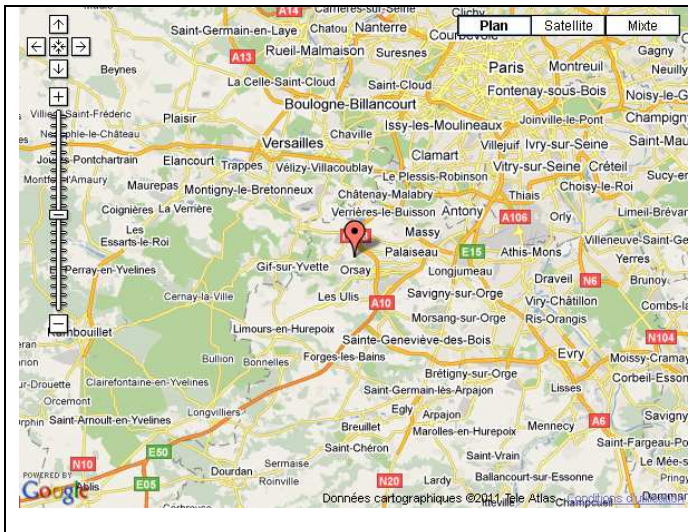 A14
Carrières-sur-Seine
Clichy
Saint-Germain-en-Laye Chatou Nanterre
Courbevoie
Plan Satellite Mixte
A13
Rueil-Malmaison Suresnes
Gagny
Beynes
Paris Montreuil
Neuilly
La Celle-Saint-Cloud Saint-Cloud
Fontenay-sous-Bois
Noisy-le-G
Boulogne-Billancourt
Saint-Fréderic
Plaisir
Issy-les-Moulineaux
Joinville-le-Pont
Champign
Neauphle-le-Château
Chaville
Versailles
Villejuif Ivry-sur-Seine
Saint-Mau
Jouars Pontchartrain Elancourt Trappes Vélizy-Villacoublay
Clamart
Vitry-sur-Seine Créteil
Montfort-l'Amaury
Maurepas Montigny-le-Bretonneux
Le Plessis-Robinson
Choisy-le-Roi
Sucy-en
Châtenay-Malabry
Thiais
Coignières La Verrière
Verrières-le-Buisson Antony
A106
Orly
Limeil-Brévan
Les
Essarts-le-Roi
Massy
Palaiseau
E15
Athis-Mons
Villeneuve-Saint-Ge
Yerres
Perray-en-Yvelines
Gif-sur-Yvette Orsay
Longjumeau
Draveil
N6
Brunoy
Cernay-la-Ville
Les Ulis
A10
Savigny-sur-Orge
Viry-Châtillon
Combs-la
Rambouillet
Limours-en-Hurepoix
Morsang-sur-Orge
Ris-Orangis
N104
Sainte-Geneviève-des-Bois
Bullion Bonnelles
Forges-les-Bains
Evry
Moissy-Cramay
u-Drouette
Clairefontaine-en-Yvelines
Brétigny-sur-Orge
Lisses
Corbeil-Esson
Orcemont
Saint-Germain-lès-Arpajon
Longvilliers
Egly Arpajon
A6
Saint-Arnoult-en-Yvelines
Breuillet
Marolles-en-Hurepoix
Mennecy
Savigny
E50
Saint-Chéron
Saint-Vrain
Saint-Fargeau-Po
N10
Sermaise
Le Mée-s
POWERED BY
Google
Ablis
E05
Dourdan
Roinville
N20
Lardy
Ballancourt-sur-Essonne
Pri
Champcueil
Dammar
Itteville
Données cartographiques ©2011 Tele Atlas - Conditions d'utilisation